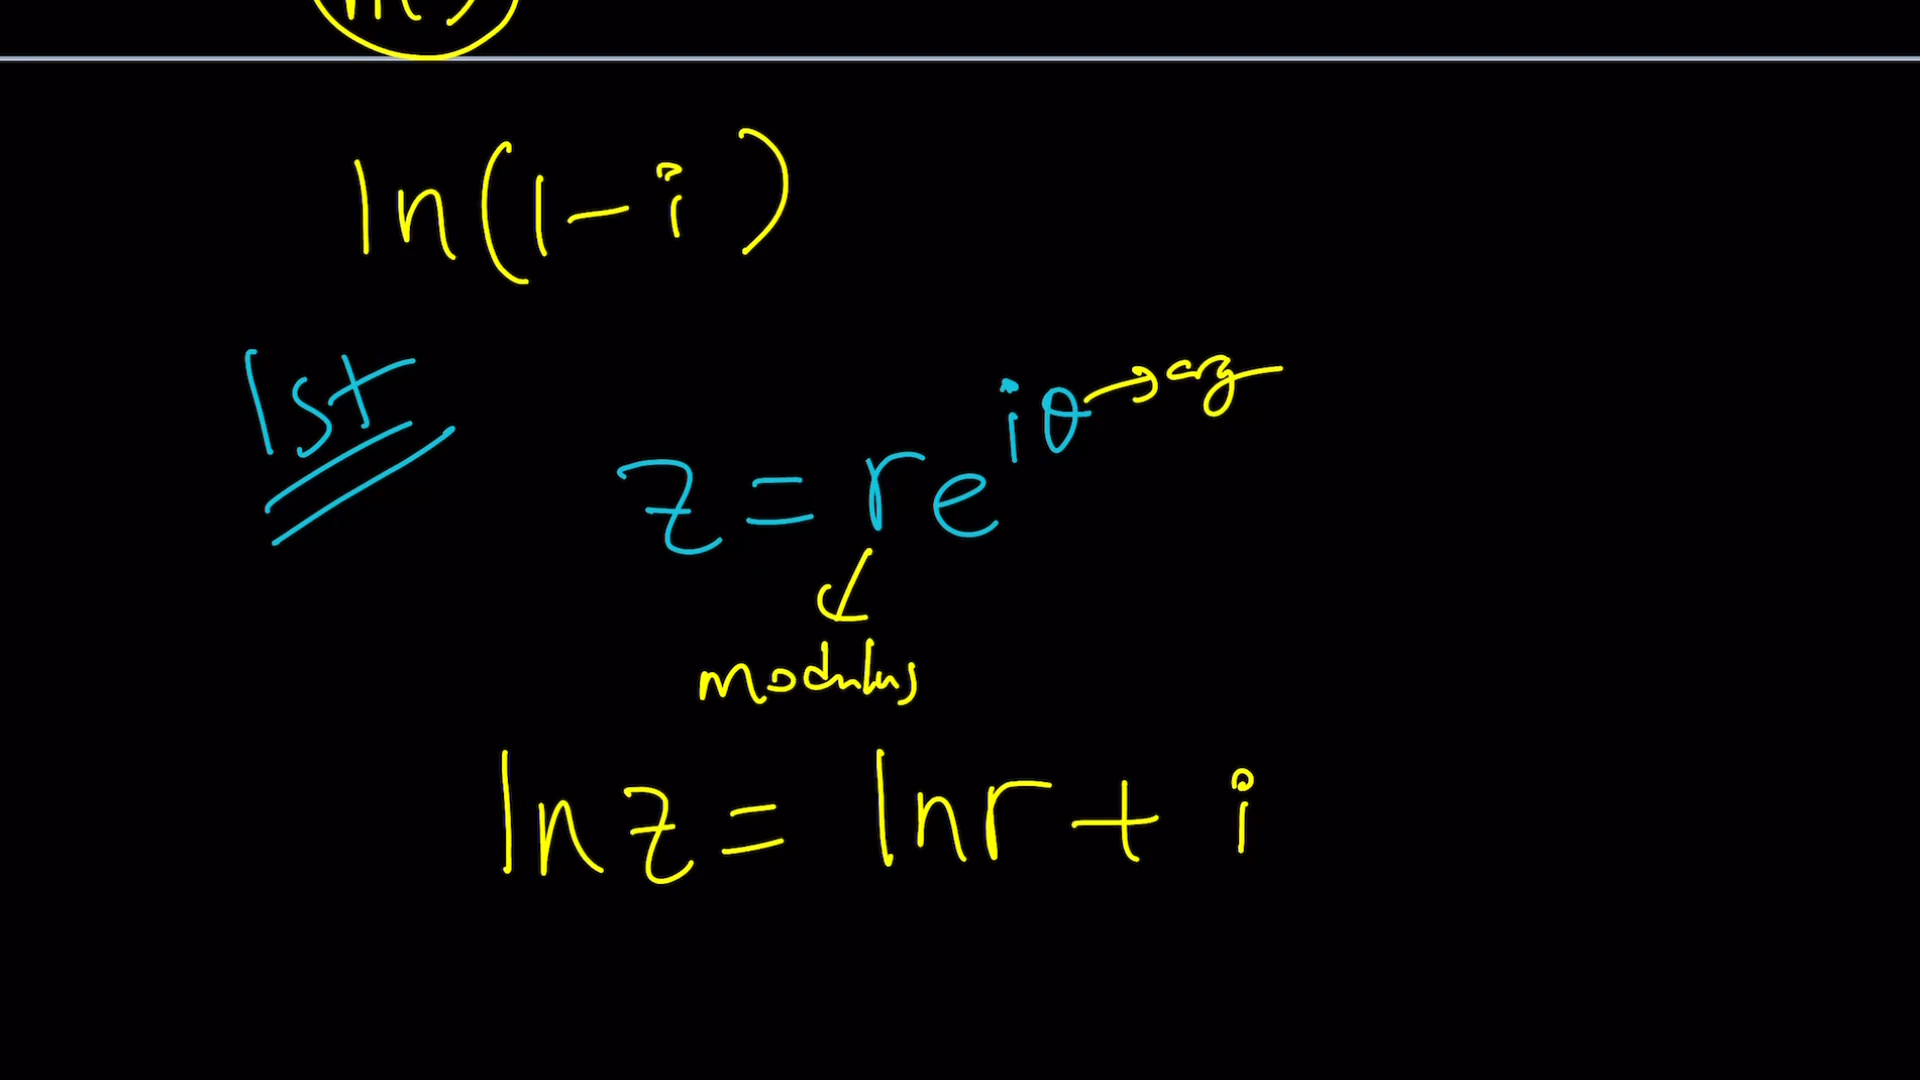 ln(1-i)
1st
z = re^{iθ} → arg
modulus
ln z = ln r + i